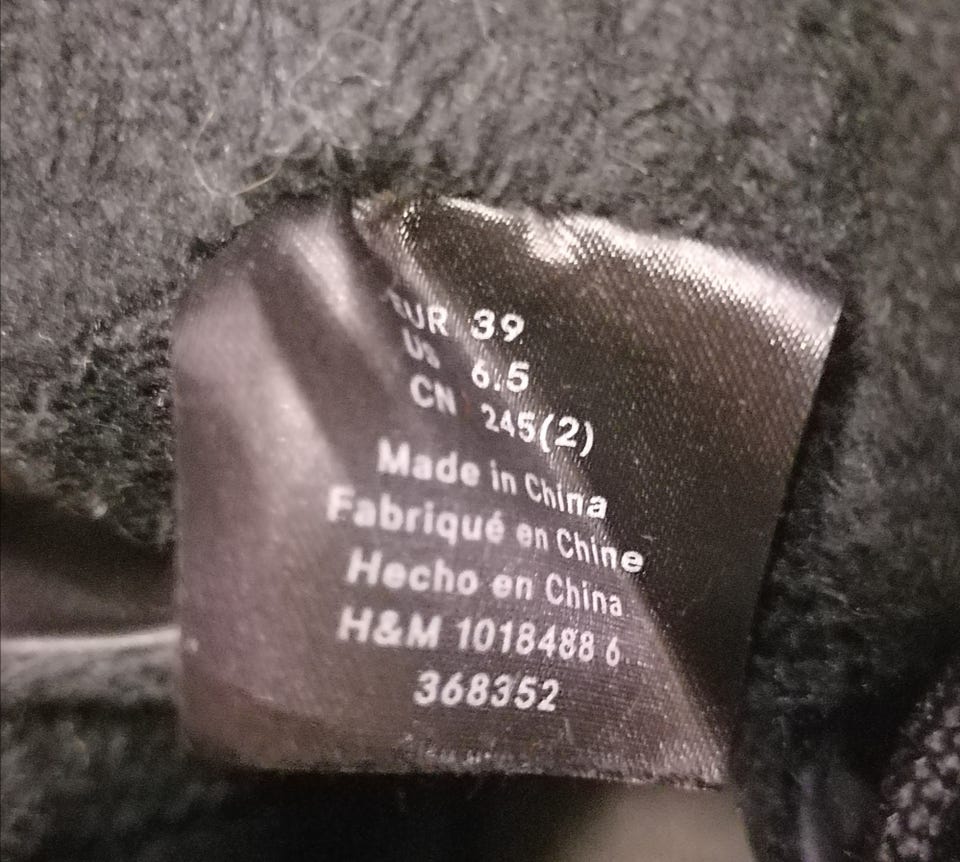 EUR 39
US 6.5
CN 245(2)
Made in China
Fabriqué en Chine
Hecho en China
H&M 1018488 6
368352